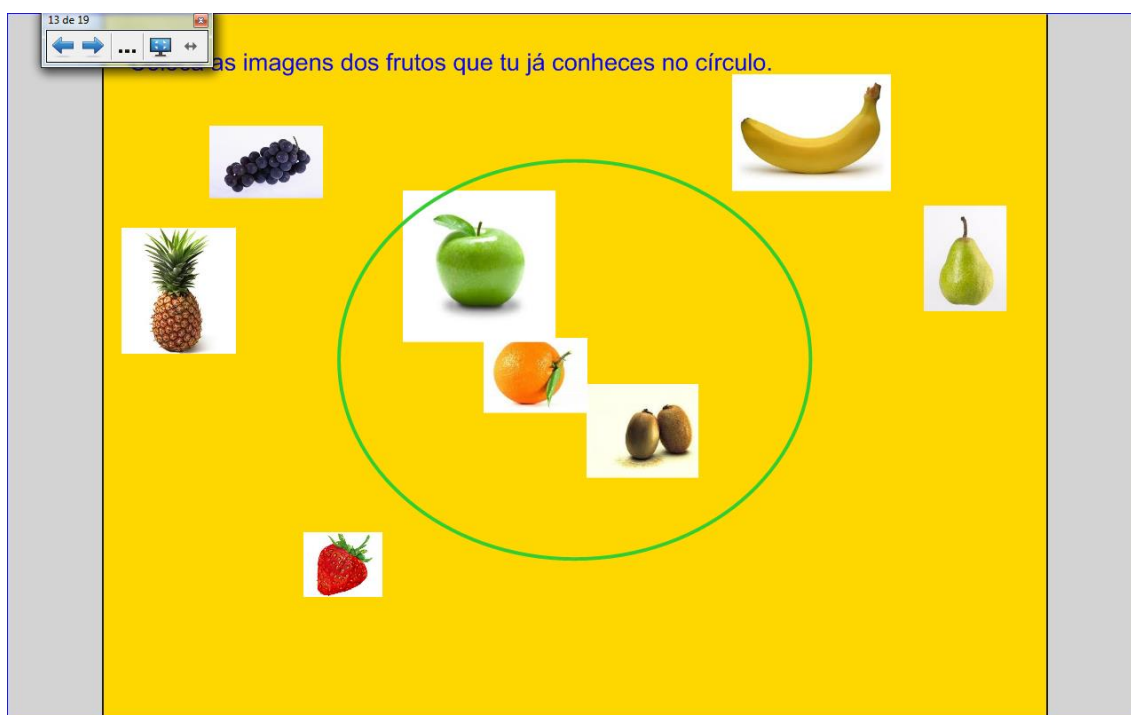 13 de 19
as imagens dos frutos que tu já conheces no círculo.